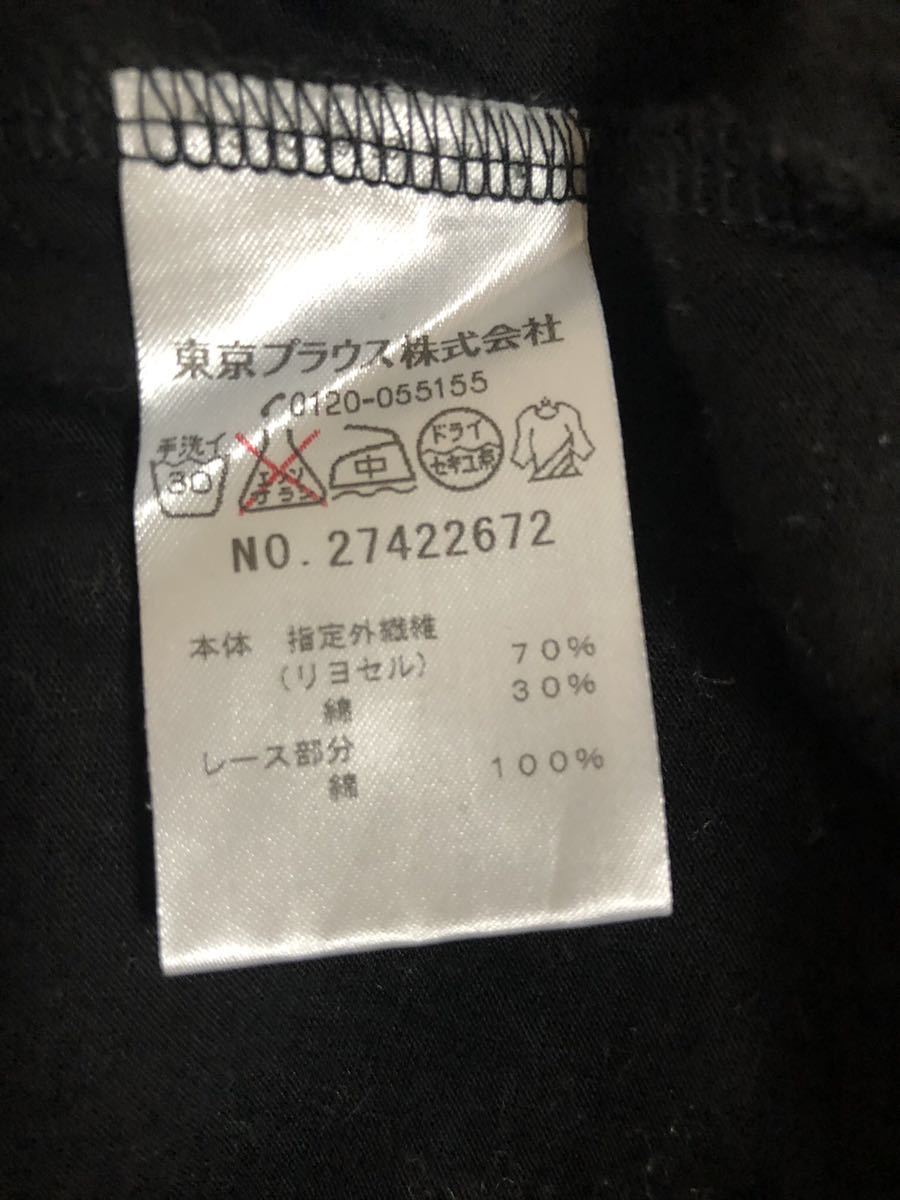 東京ブラウス株式会社
0120-055155
手洗イ
30
エンソ
サラシ
中
ドライ
セキユ系
NO. 27422672
本体 指定外繊維
(リヨセル) 70%
綿 30%
レース部分
綿 100%